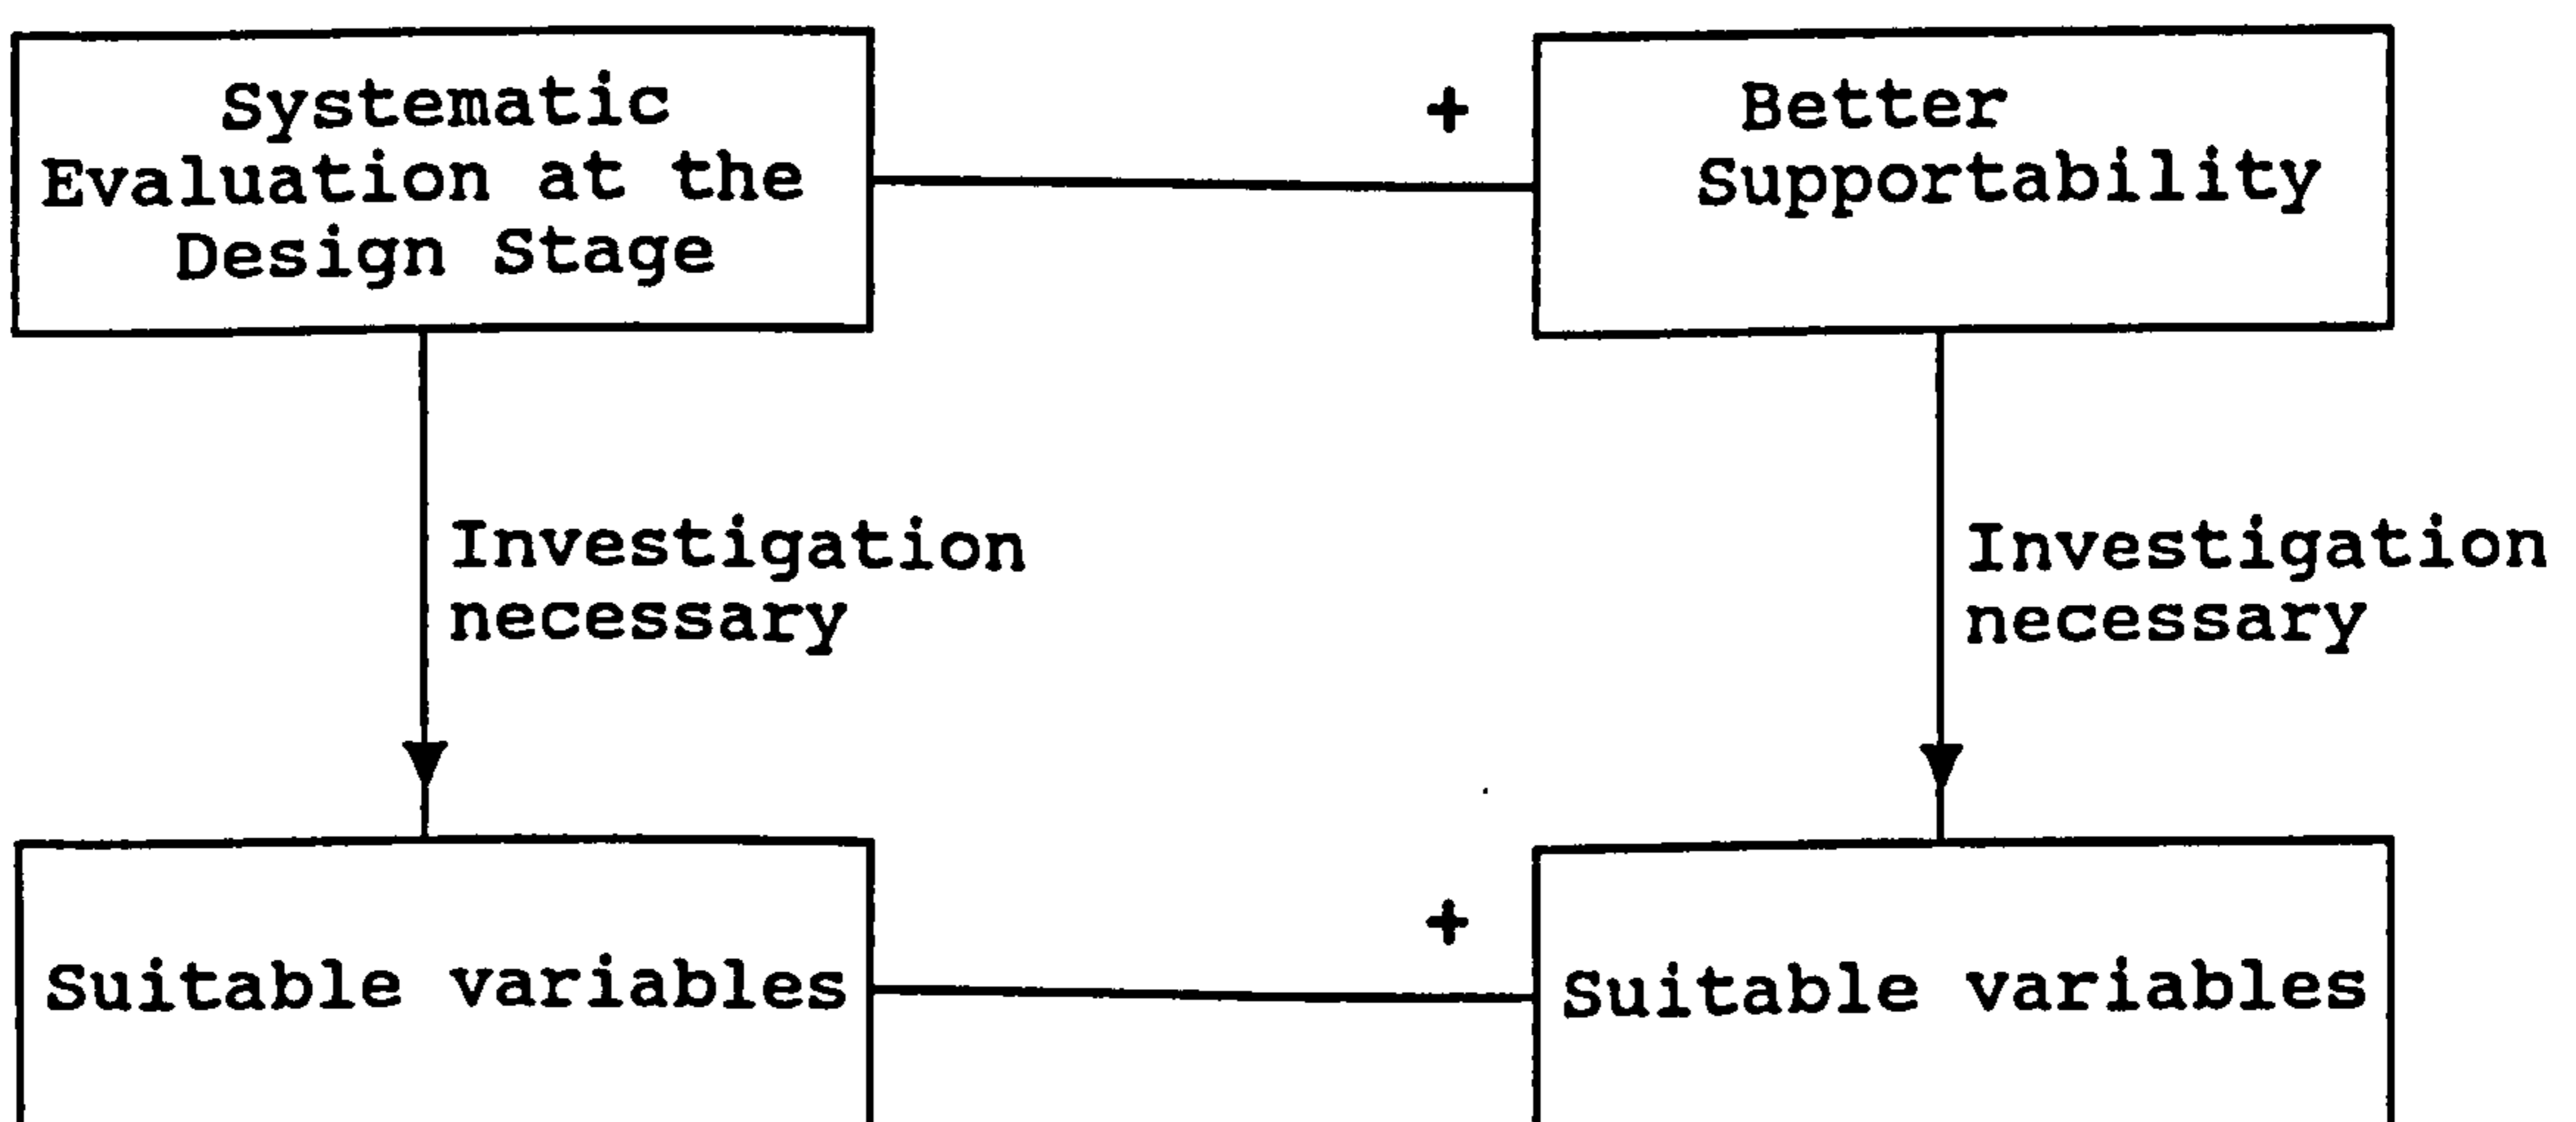 Systematic
Evaluation at the
Design Stage
+
Better
Supportability
Investigation
necessary
Investigation
necessary
Suitable variables
+
Suitable variables